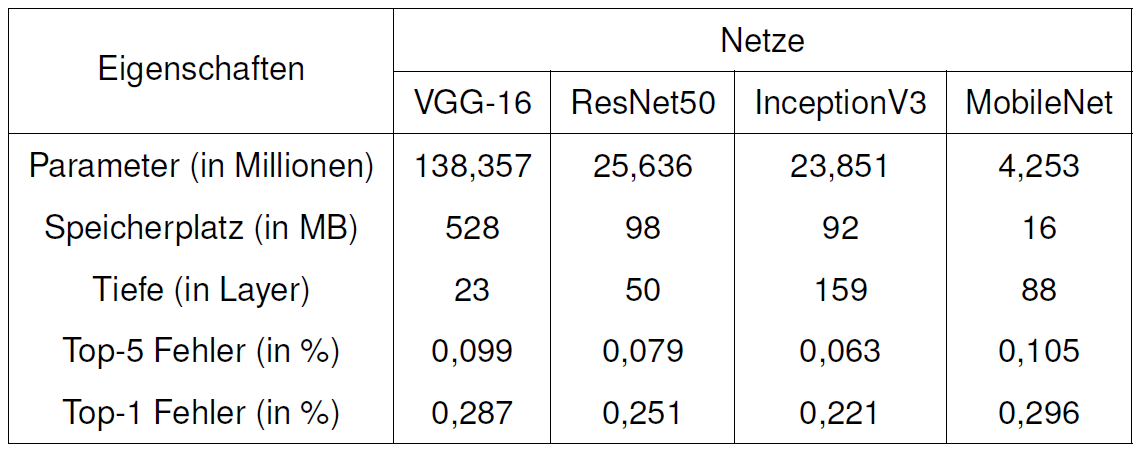 Eigenschaften
Netze
VGG-16 ResNet50 InceptionV3 MobileNet
Parameter (in Millionen) 138,357 25,636 23,851 4,253
Speicherplatz (in MB) 528 98 92 16
Tiefe (in Layer) 23 50 159 88
Top-5 Fehler (in %) 0,099 0,079 0,063 0,105
Top-1 Fehler (in %) 0,287 0,251 0,221 0,296